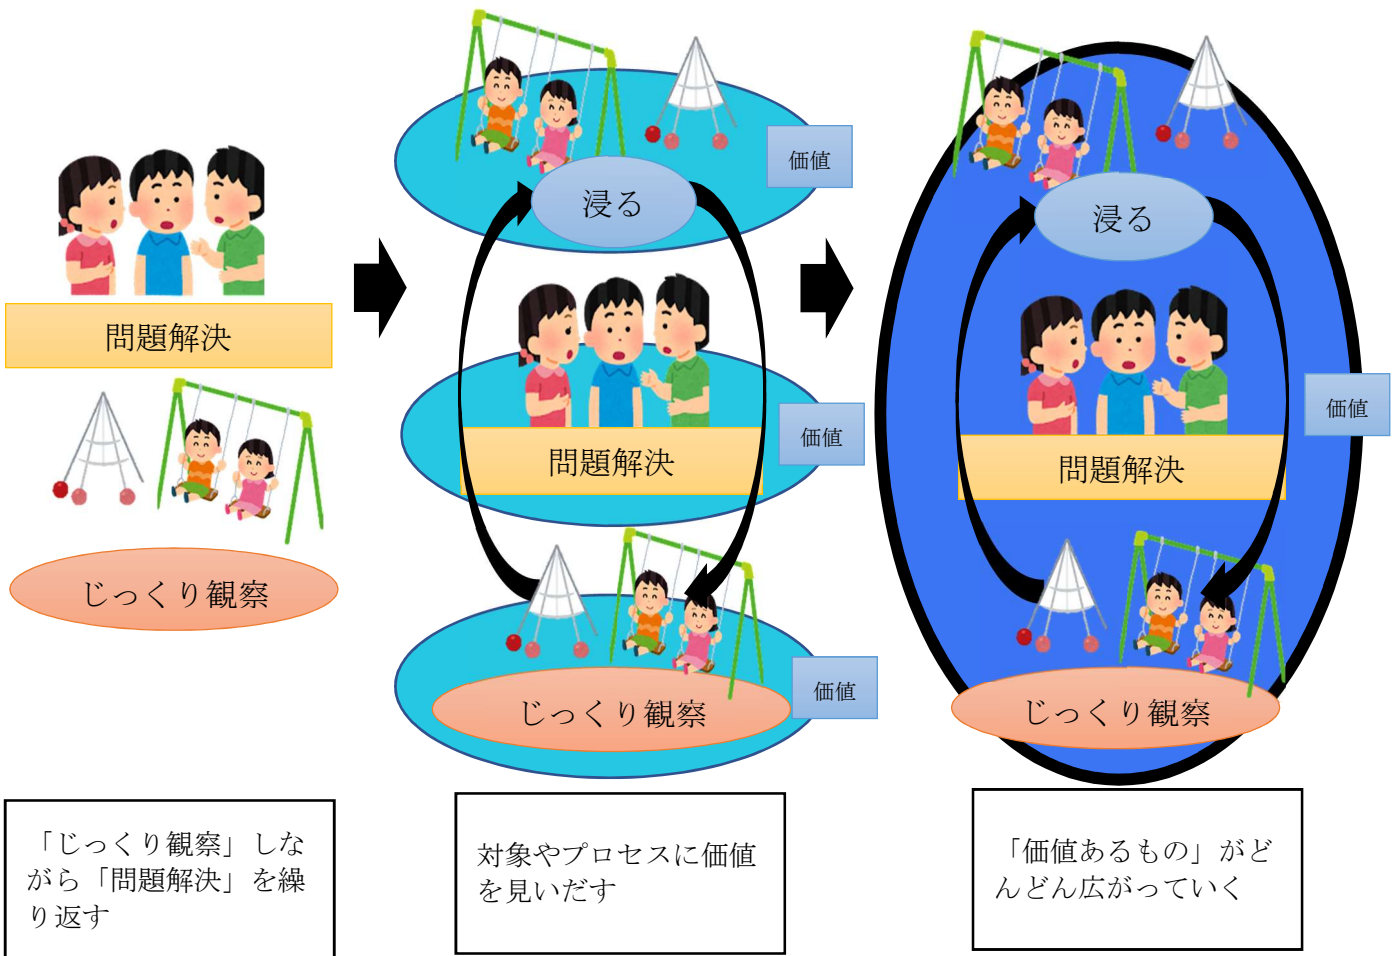 問題解決
じっくり観察
「じっくり観察」しな
がら「問題解決」を繰
り返す
価値
浸る
価値
問題解決
価値
じっくり観察
対象やプロセスに価値
を見いだす
浸る
価値
問題解決
じっくり観察
「価値あるもの」がど
んどん広がっていく